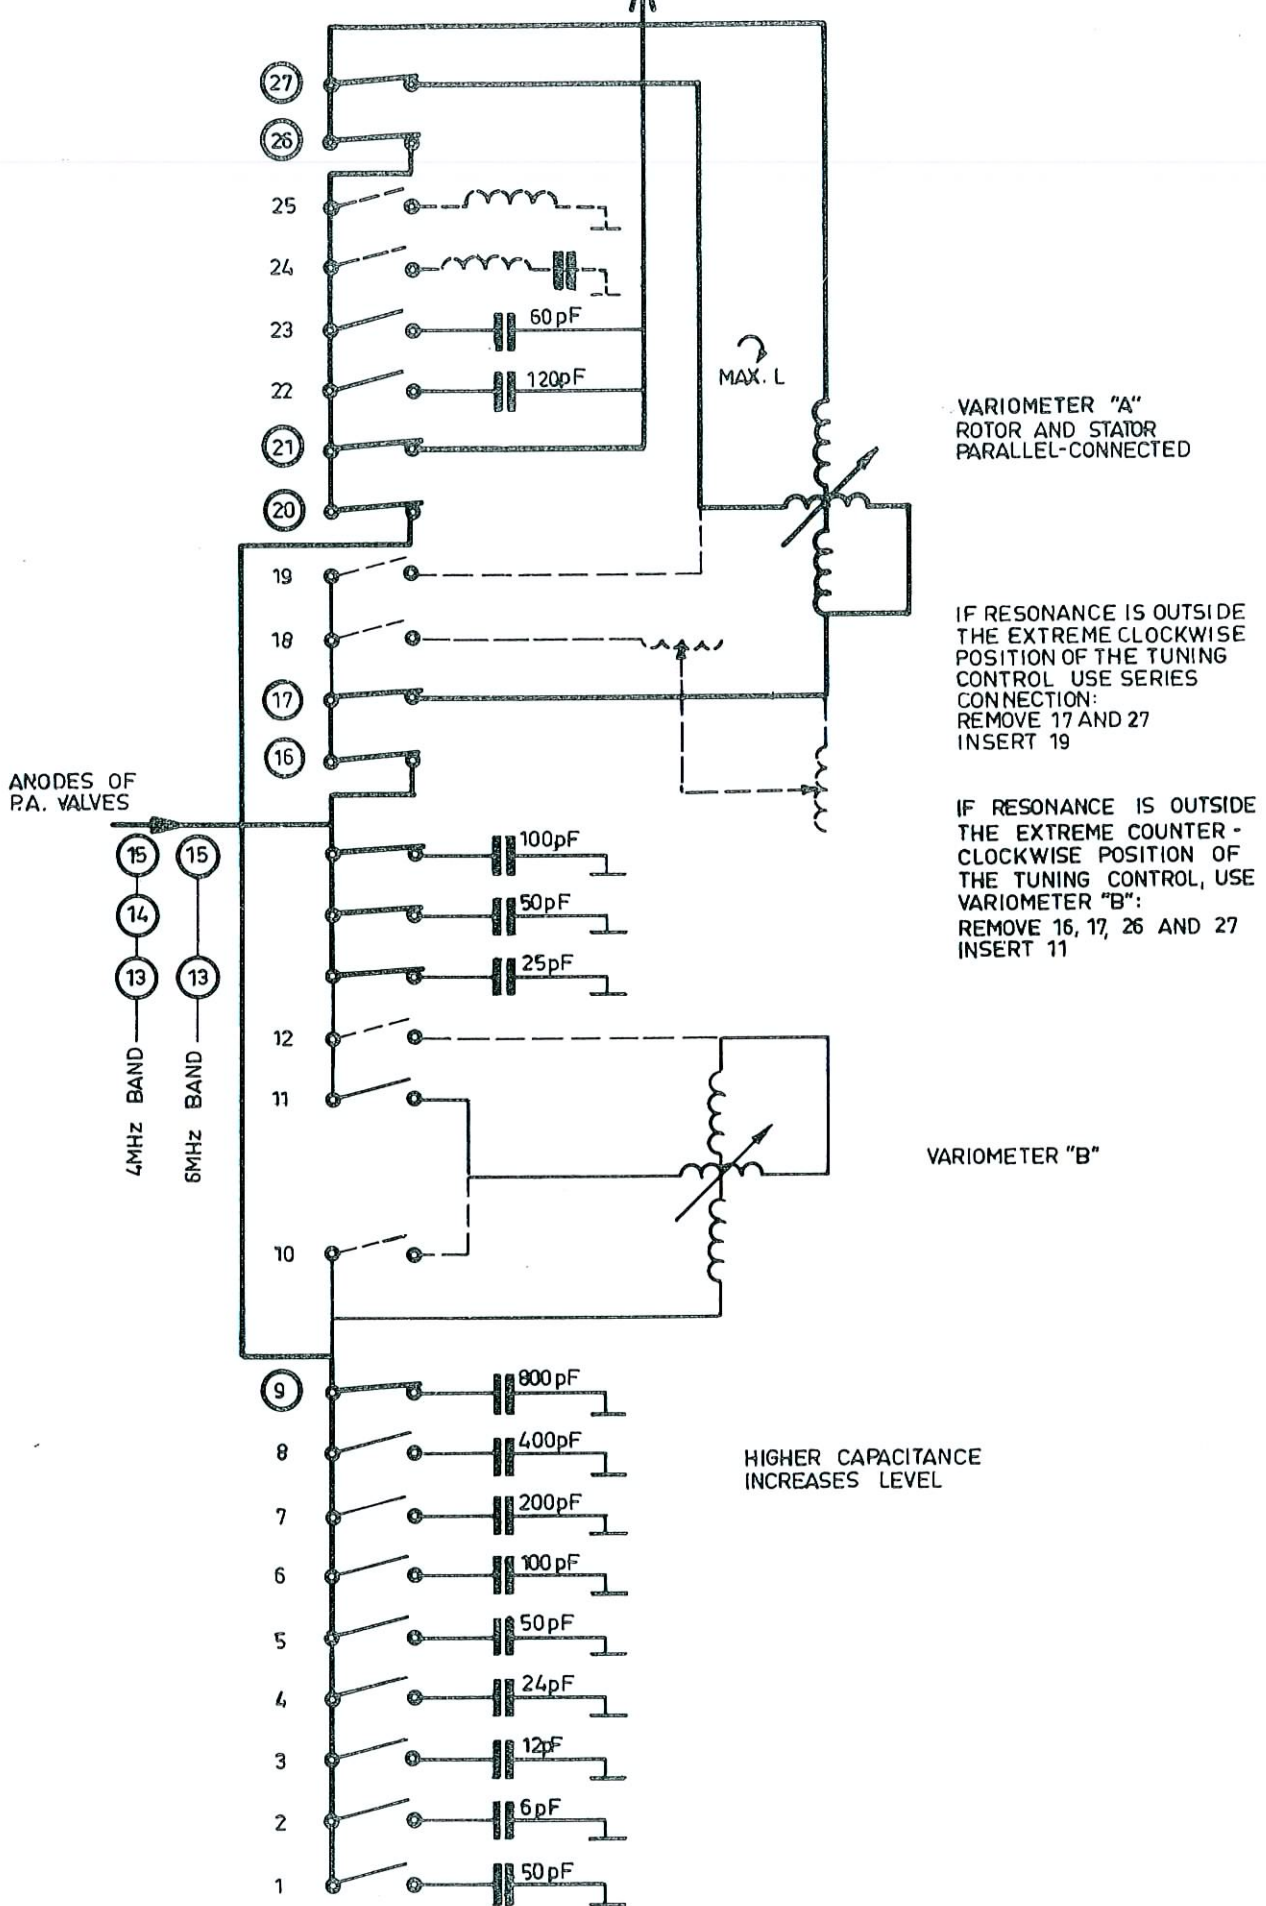 27
26
25
24
23
60pF
22
120pF
MAX. L
21
20
VARIOMETER "A"
ROTOR AND STATOR
PARALLEL-CONNECTED
19
18
17
16
IF RESONANCE IS OUTSIDE
THE EXTREME CLOCKWISE
POSITION OF THE TUNING
CONTROL USE SERIES
CONNECTION:
REMOVE 17 AND 27
INSERT 19
ANODES OF
P.A. VALVES
15
15
14
13
13
4MHz BAND
6MHz BAND
100pF
50pF
25pF
IF RESONANCE IS OUTSIDE
THE EXTREME COUNTER-
CLOCKWISE POSITION OF
THE TUNING CONTROL, USE
VARIOMETER "B":
REMOVE 16, 17, 26 AND 27
INSERT 11
12
11
VARIOMETER "B"
10
9
800pF
8
400pF
HIGHER CAPACITANCE
INCREASES LEVEL
7
200pF
6
100pF
5
50pF
4
24pF
3
12pF
2
6pF
1
50pF